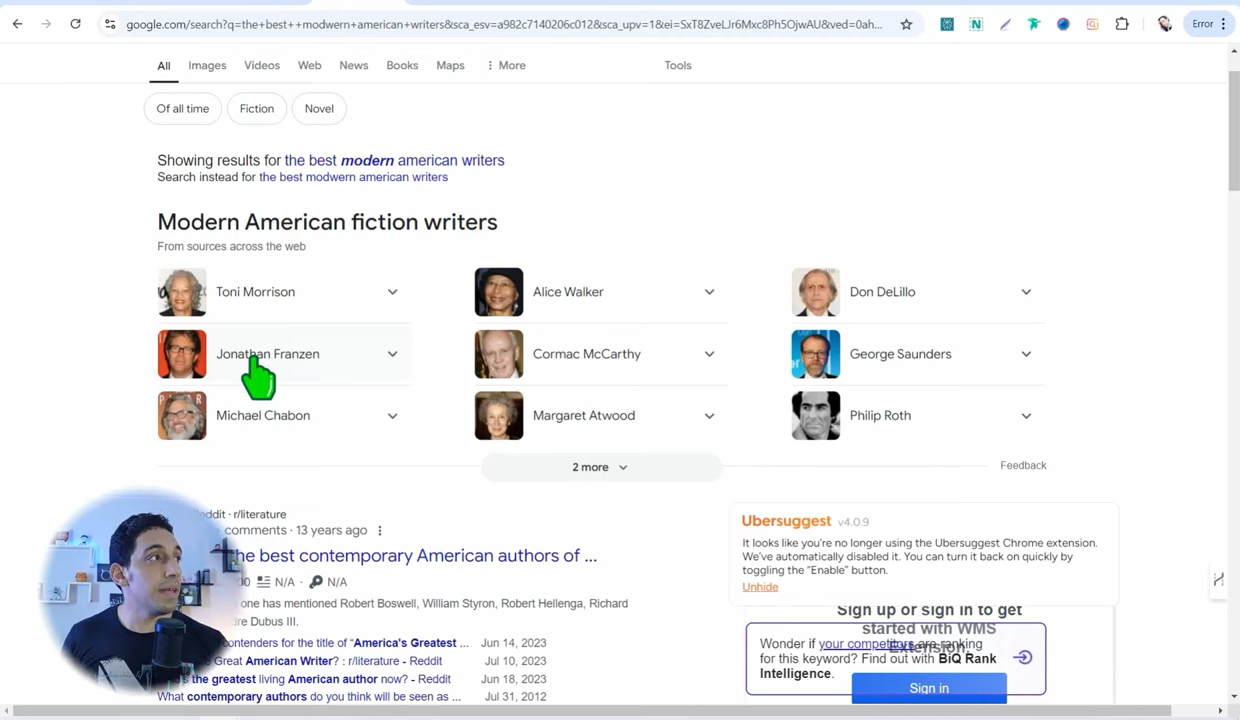 google.com/search?q=the+best++modwern+american+writers&sca_esv=a982c7140206c012&sca_upv=1&ei=SxT8ZveLJr6Mxc8Ph5OjwAU&ved=0ah...
Error
All Images Videos Web News Books Maps More Tools
Of all time Fiction Novel
Showing results for the best modern american writers
Search instead for the best modwern american writers
Modern American fiction writers
From sources across the web
Toni Morrison Alice Walker Don DeLillo
Jonathan Franzen Cormac McCarthy George Saunders
Michael Chabon Margaret Atwood Philip Roth
2 more
Feedback
eddit · r/literature
comments · 13 years ago
he best contemporary American authors of ...
00 N/A · N/A
one has mentioned Robert Boswell, William Styron, Robert Hellenga, Richard
re Dubus III.
ontenders for the title of "America's Greatest ... Jun 14, 2023
Great American Writer? : r/literature - Reddit Jul 10, 2023
s the greatest living American author now? - Reddit Jun 18, 2023
What contemporary authors do you think will be seen as ... Jul 31, 2012
Ubersuggest v4.0.9
It looks like you're no longer using the Ubersuggest Chrome extension.
We've automatically disabled it. You can turn it back on quickly by
toggling the "Enable" button.
Unhide
Sign up or sign in to get
started with WMS
Extension.
Wonder if your competitors are ranking
for this keyword? Find out with BiQ Rank
Intelligence.
Sign in